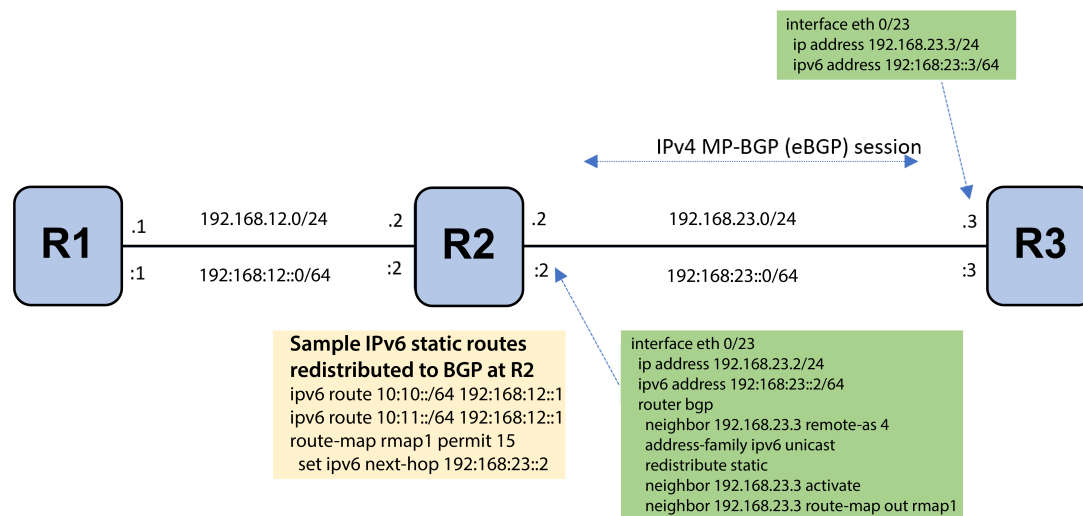 interface eth 0/23
ip address 192.168.23.3/24
ipv6 address 192:168:23::3/64
IPv4 MP-BGP (eBGP) session
R1
.1
:1
192.168.12.0/24
192:168:12::0/64
.2
:2
R2
.2
:2
192.168.23.0/24
192:168:23::0/64
.3
:3
R3
Sample IPv6 static routes
redistributed to BGP at R2
ipv6 route 10:10::/64 192:168:12::1
ipv6 route 10:11::/64 192:168:12::1
route-map rmap1 permit 15
set ipv6 next-hop 192:168:23::2
interface eth 0/23
ip address 192.168.23.2/24
ipv6 address 192:168:23::2/64
router bgp
neighbor 192.168.23.3 remote-as 4
address-family ipv6 unicast
redistribute static
neighbor 192.168.23.3 activate
neighbor 192.168.23.3 route-map out rmap1